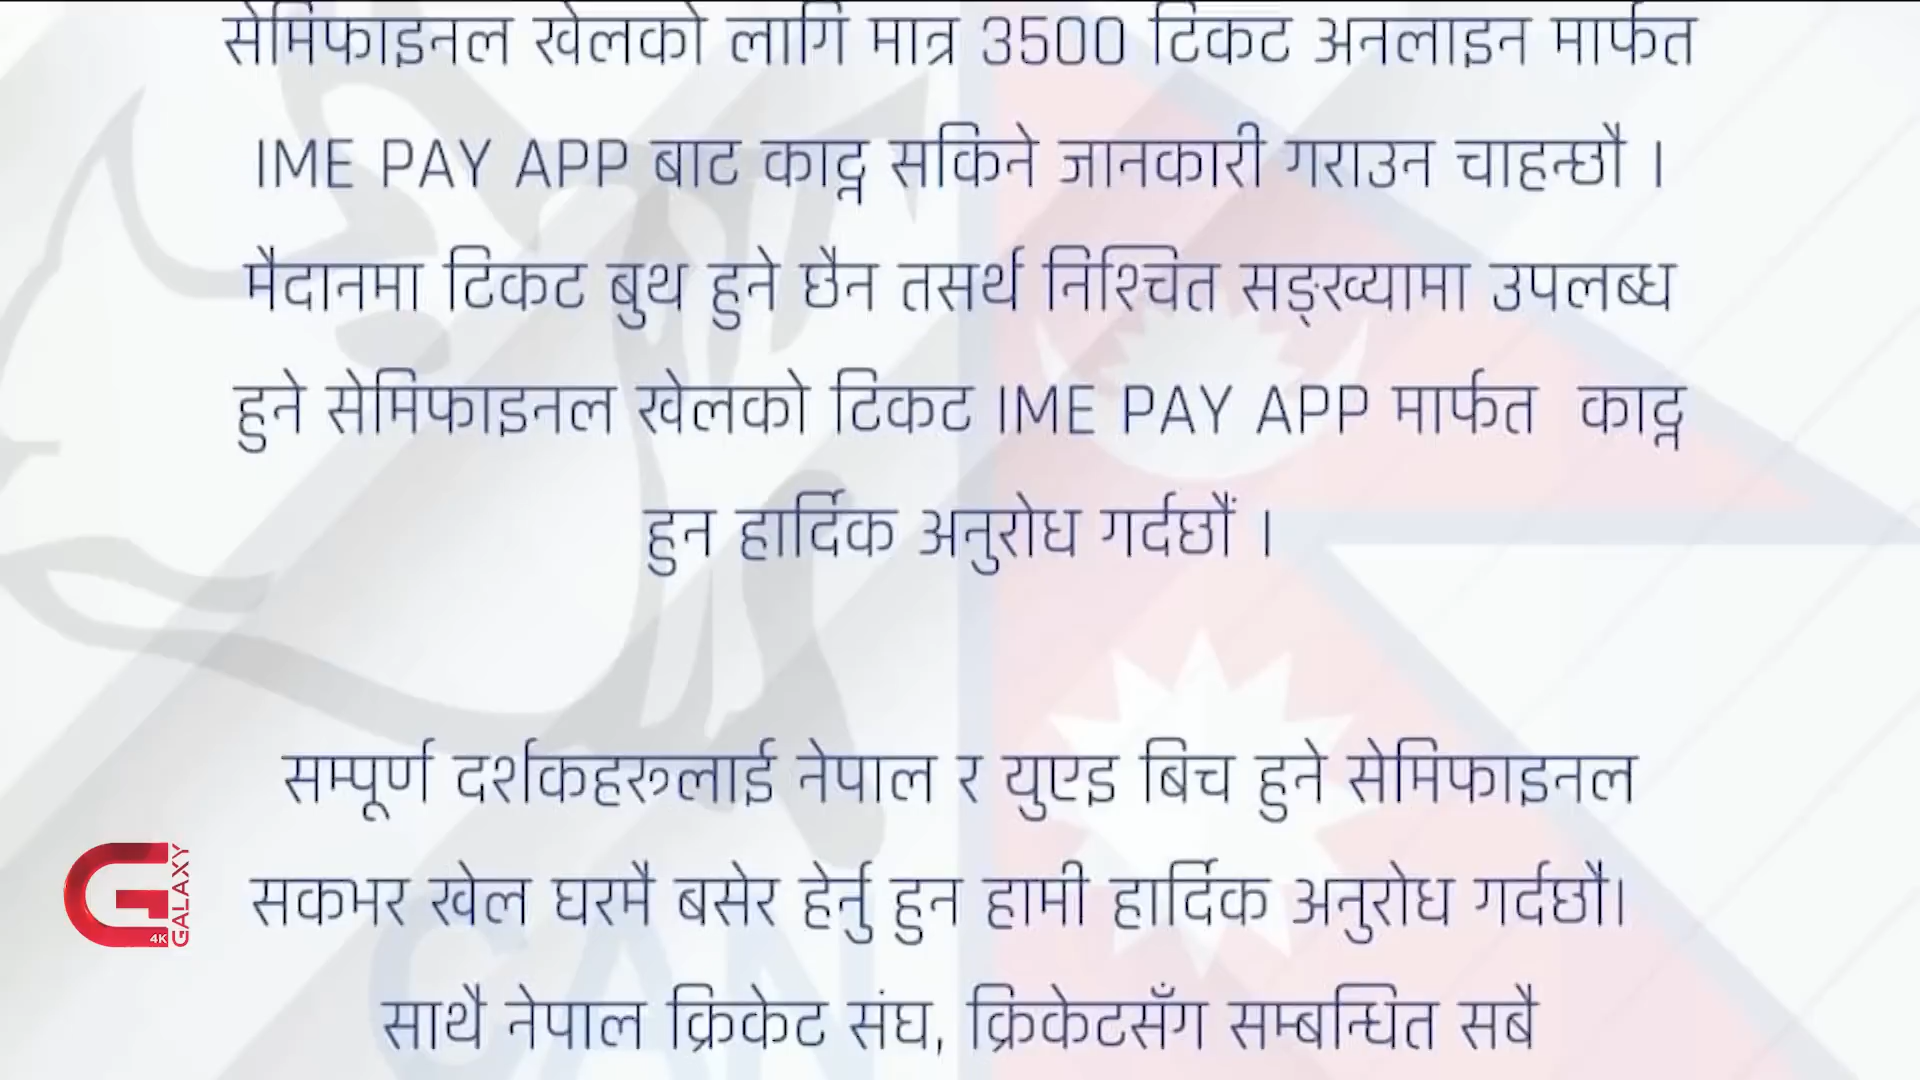 सेमिफाइनल खेलको लागि मात्र 3500 टिकट अनलाइन मार्फत
IME PAY APP बाट काट्न सकिने जानकारी गराउन चाहन्छौ ।
मैदानमा टिकट बुथ हुने छैन तसर्थ निश्चित सङ्ख्यामा उपलब्ध
हुने सेमिफाइनल खेलको टिकट IME PAY APP मार्फत काट्न
हुन हार्दिक अनुरोध गर्दछौं ।
सम्पूर्ण दर्शकहरुलाई नेपाल र युएइ बिच हुने सेमिफाइनल
सकभर खेल घरमै बसेर हेर्नु हुन हामी हार्दिक अनुरोध गर्दछौ।
साथै नेपाल क्रिकेट संघ, क्रिकेटसँग सम्बन्धित सबै
G GALAXY 4K
CAN